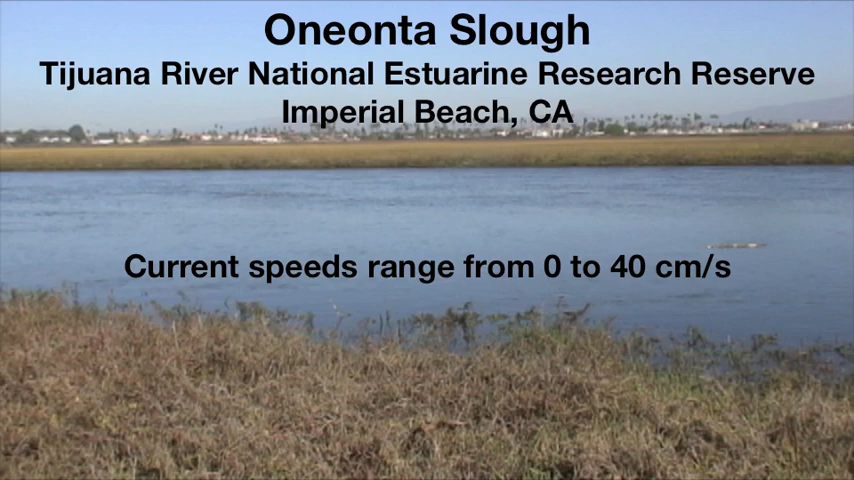 Oneonta Slough
Tijuana River National Estuarine Research Reserve
Imperial Beach, CA
Current speeds range from 0 to 40 cm/s